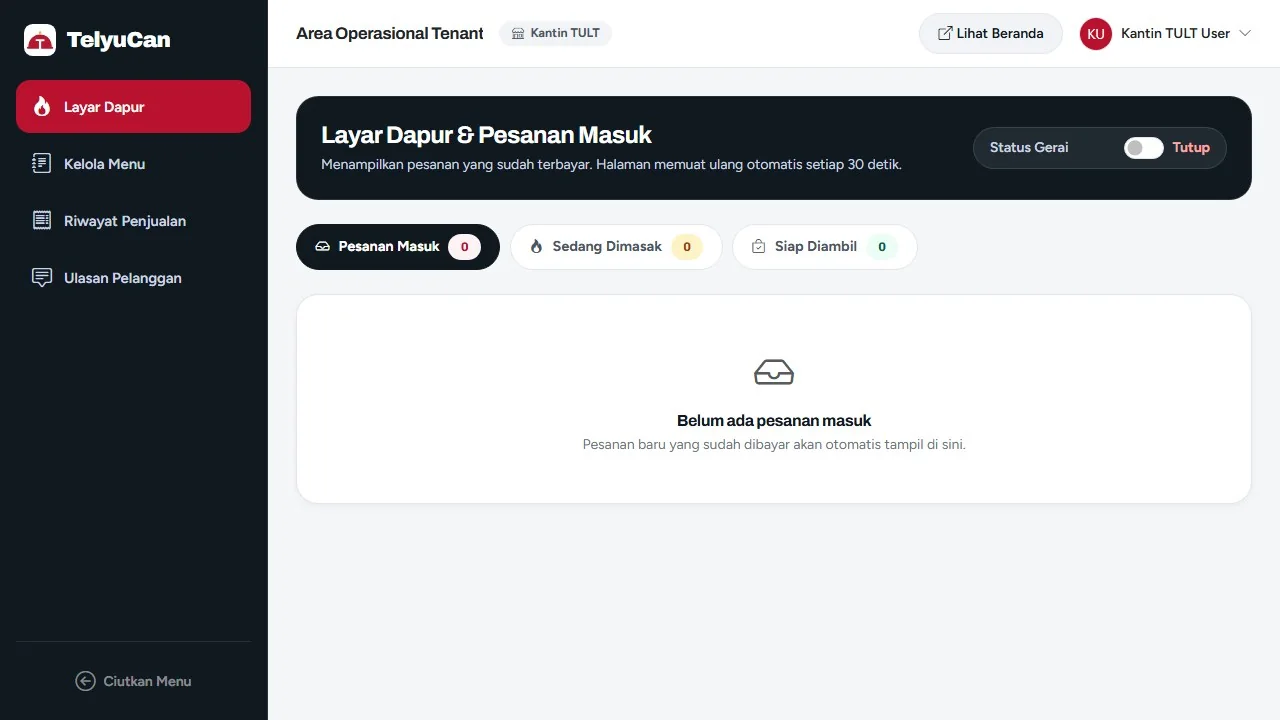 TelyuCan
Layar Dapur
Kelola Menu
Riwayat Penjualan
Ulasan Pelanggan
Ciutkan Menu
Area Operasional Tenant
Kantin TULT
Lihat Beranda
KU
Kantin TULT User
Layar Dapur & Pesanan Masuk
Menampilkan pesanan yang sudah terbayar. Halaman memuat ulang otomatis setiap 30 detik.
Status Gerai
Tutup
Pesanan Masuk 0
Sedang Dimasak 0
Siap Diambil 0
Belum ada pesanan masuk
Pesanan baru yang sudah dibayar akan otomatis tampil di sini.